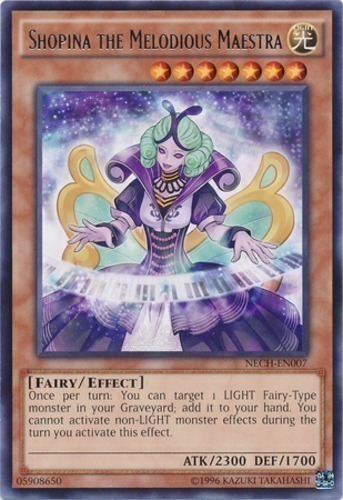 SHOPINA THE MELODIOUS MAESTRA
LIGHT
光
NECH-EN007
[FAIRY/EFFECT]
Once per turn: You can target 1 LIGHT Fairy-Type
monster in your Graveyard; add it to your hand. You
cannot activate non-LIGHT monster effects during the
turn you activate this effect.
ATK/2300 DEF/1700
05908650
©1996 KAZUKI TAKAHASHI